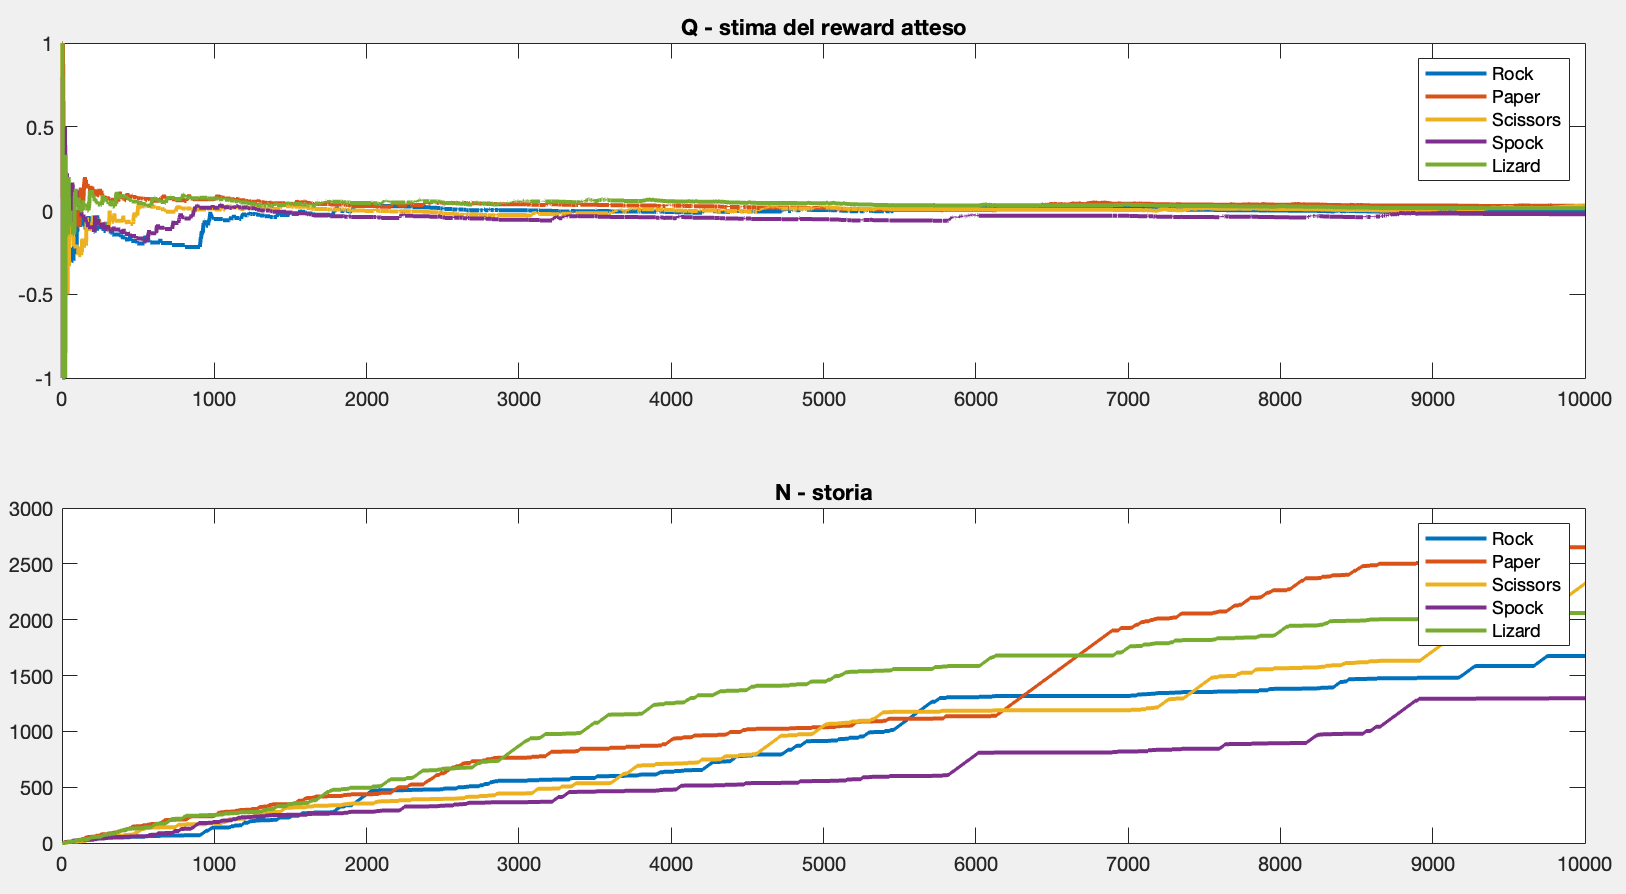 Q - stima del reward atteso
1
0.5
0
-0.5
-1
0 1000 2000 3000 4000 5000 6000 7000 8000 9000 10000
Rock
Paper
Scissors
Spock
Lizard
N - storia
3000
2500
2000
1500
1000
500
0
0 1000 2000 3000 4000 5000 6000 7000 8000 9000 10000
Rock
Paper
Scissors
Spock
Lizard